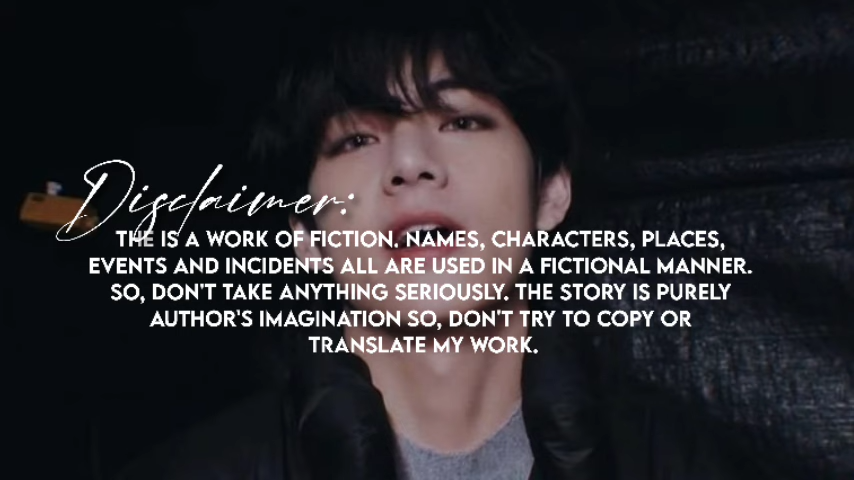 Disclaimer:
THE IS A WORK OF FICTION. NAMES, CHARACTERS, PLACES,
EVENTS AND INCIDENTS ALL ARE USED IN A FICTIONAL MANNER.
SO, DON'T TAKE ANYTHING SERIOUSLY. THE STORY IS PURELY
AUTHOR'S IMAGINATION SO, DON'T TRY TO COPY OR
TRANSLATE MY WORK.